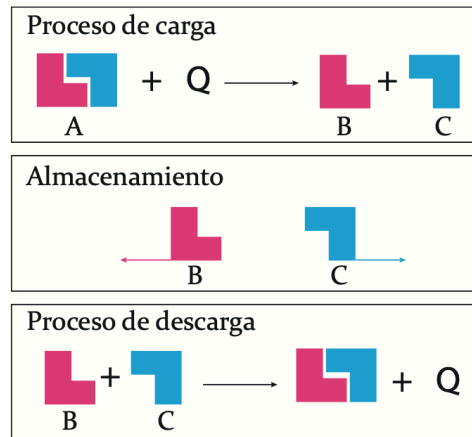 Proceso de carga
+ Q +
A B C
Almacenamiento
B C
Proceso de descarga
+ + Q
B C